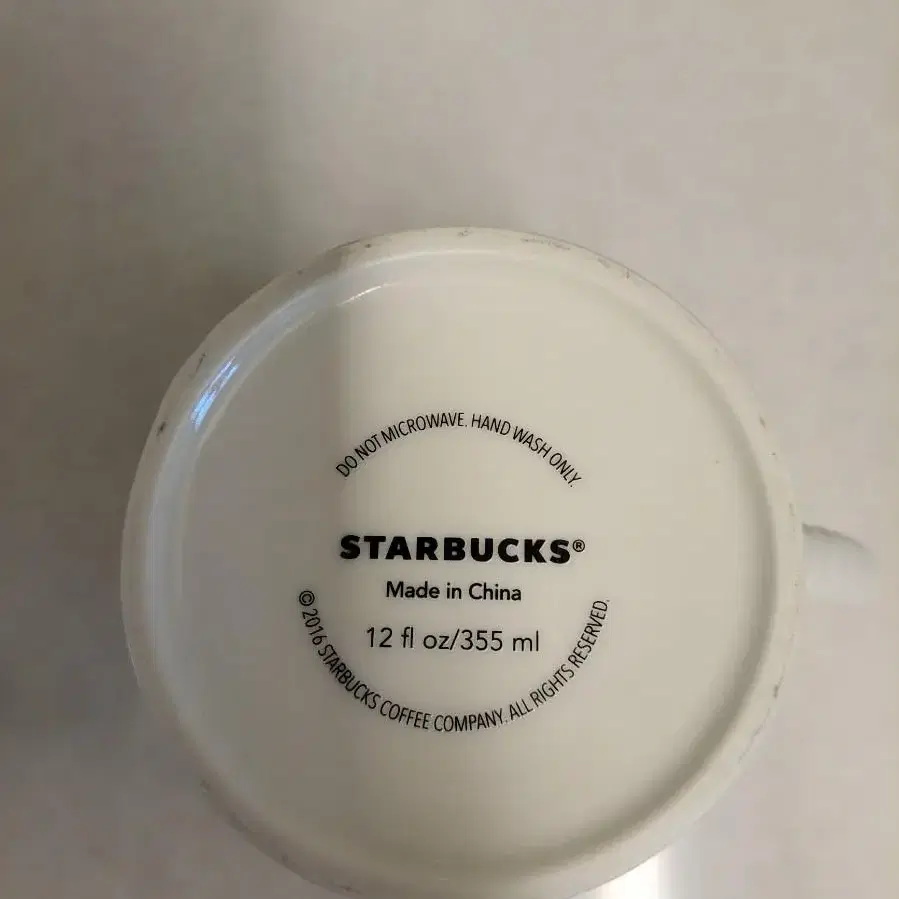 DO NOT MICROWAVE. HAND WASH ONLY.
STARBUCKS®
Made in China
12 fl oz/355 ml
© 2016 STARBUCKS COFFEE COMPANY. ALL RIGHTS RESERVED.